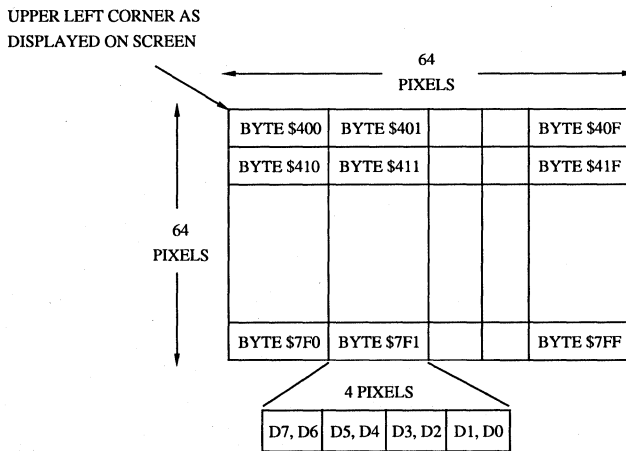 UPPER LEFT CORNER AS
DISPLAYED ON SCREEN
64
PIXELS
64
PIXELS
BYTE $400 BYTE $401 BYTE $40F
BYTE $410 BYTE $411 BYTE $41F
BYTE $7F0 BYTE $7F1 BYTE $7FF
4 PIXELS
D7, D6 D5, D4 D3, D2 D1, D0